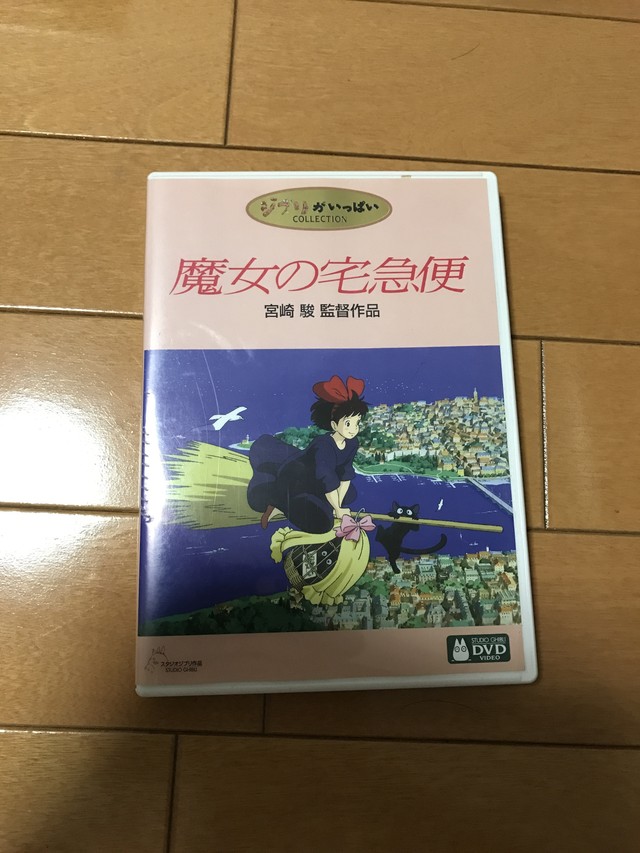 ジブリがいっぱい
COLLECTION
魔女の宅急便
宮崎 駿 監督作品
スタジオジブリ作品
STUDIO GHIBLI
STUDIO GHIBLI
DVD
VIDEO